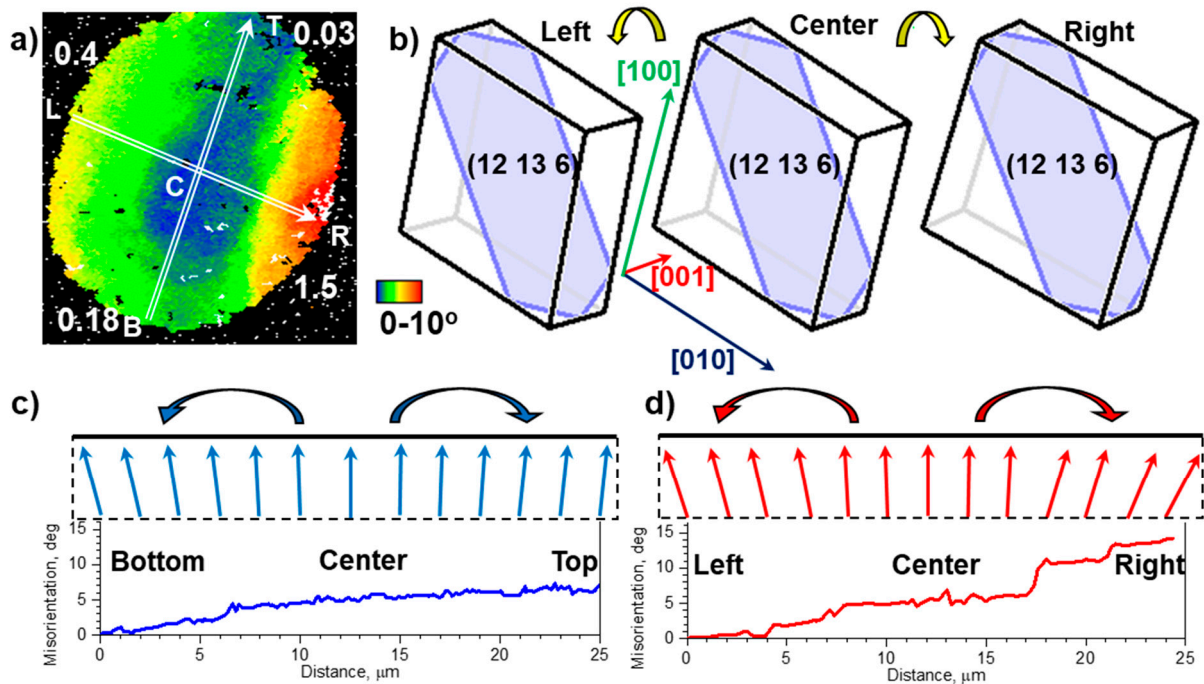 a)
T
0.03
0.4
L
4
C
R
1.5
0.18
B
3
0-10º
b)
Left
Center
Right
[100]
(12 13 6)
(12 13 6)
(12 13 6)
[001]
[010]
c)
Misorientation, deg
15
10
5
0
Bottom
Center
Top
0
5
10
15
20
25
Distance, μm
d)
Misorientation, deg
15
10
5
0
Left
Center
Right
0
5
10
15
20
25
Distance, μm